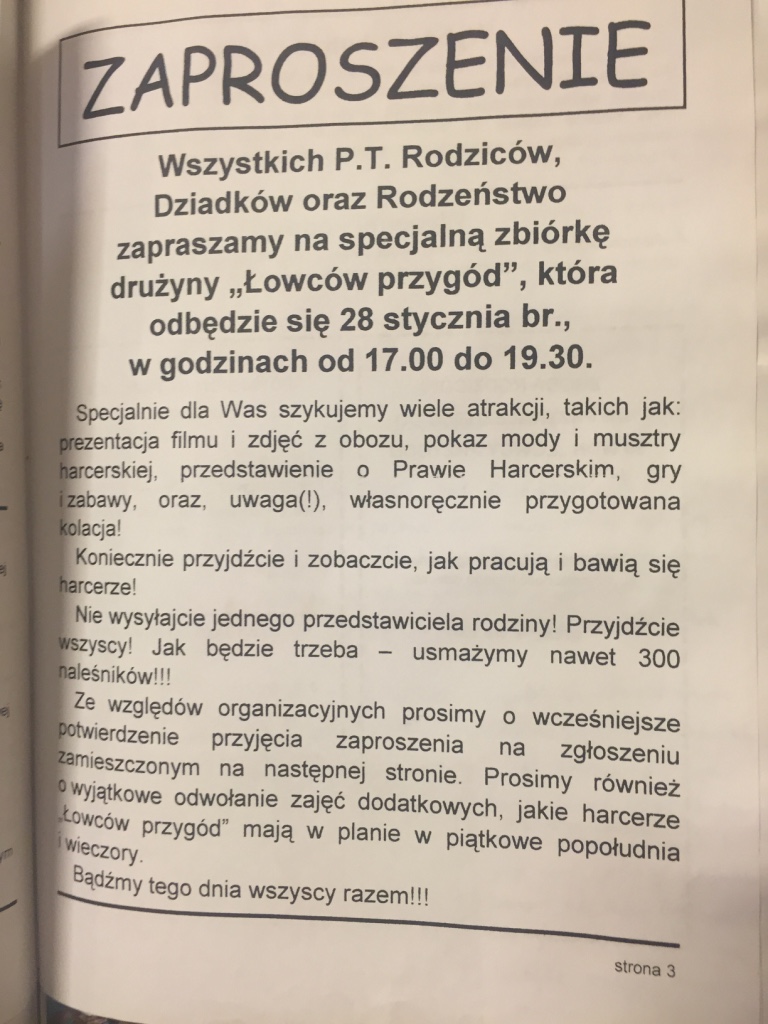 ZAPROSZENIE
Wszystkich P.T. Rodziców,
Dziadków oraz Rodzeństwo
zapraszamy na specjalną zbiórkę
drużyny „Łowców przygód”, która
odbędzie się 28 stycznia br.,
w godzinach od 17.00 do 19.30.
Specjalnie dla Was szykujemy wiele atrakcji, takich jak:
prezentacja filmu i zdjęć z obozu, pokaz mody i musztry
harcerskiej, przedstawienie o Prawie Harcerskim, gry
i zabawy, oraz, uwaga(!), własnoręcznie przygotowana
kolacja!
Koniecznie przyjdźcie i zobaczcie, jak pracują i bawią się
harcerze!
Nie wysyłajcie jednego przedstawiciela rodziny! Przyjdźcie
wszyscy! Jak będzie trzeba – usmażymy nawet 300
naleśników!!!
Ze względów organizacyjnych prosimy o wcześniejsze
potwierdzenie przyjęcia zaproszenia na zgłoszeniu
zamieszczonym na następnej stronie. Prosimy również
o wyjątkowe odwołanie zajęć dodatkowych, jakie harcerze
„Łowców przygód” mają w planie w piątkowe popołudnia
i wieczory.
Bądźmy tego dnia wszyscy razem!!!
strona 3